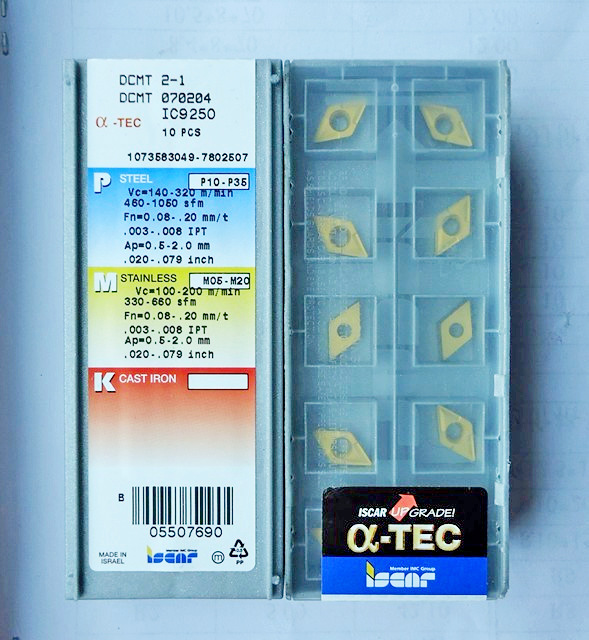 DCMT 2-1
DCMT 070204
α -TEC
IC9250
10 PCS
1073583049-7802507
P STEEL P10-P35
Vc=140-320 m/min
460-1050 sfm
Fn=0.08-.20 mm/t
.003-.008 IPT
Ap=0.5-2.0 mm
.020-.079 inch
M STAINLESS M05-M20
Vc=100-200 m/min
330-660 sfm
Fn=0.08-.20 mm/t
.003-.008 IPT
Ap=0.5-2.0 mm
.020-.079 inch
K CAST IRON
B
05507690
MADE IN
ISRAEL
Member IMC Group
iscar
m
PP
ISCAR UPGRADE!
α-TEC
Member IMC Group
iscar